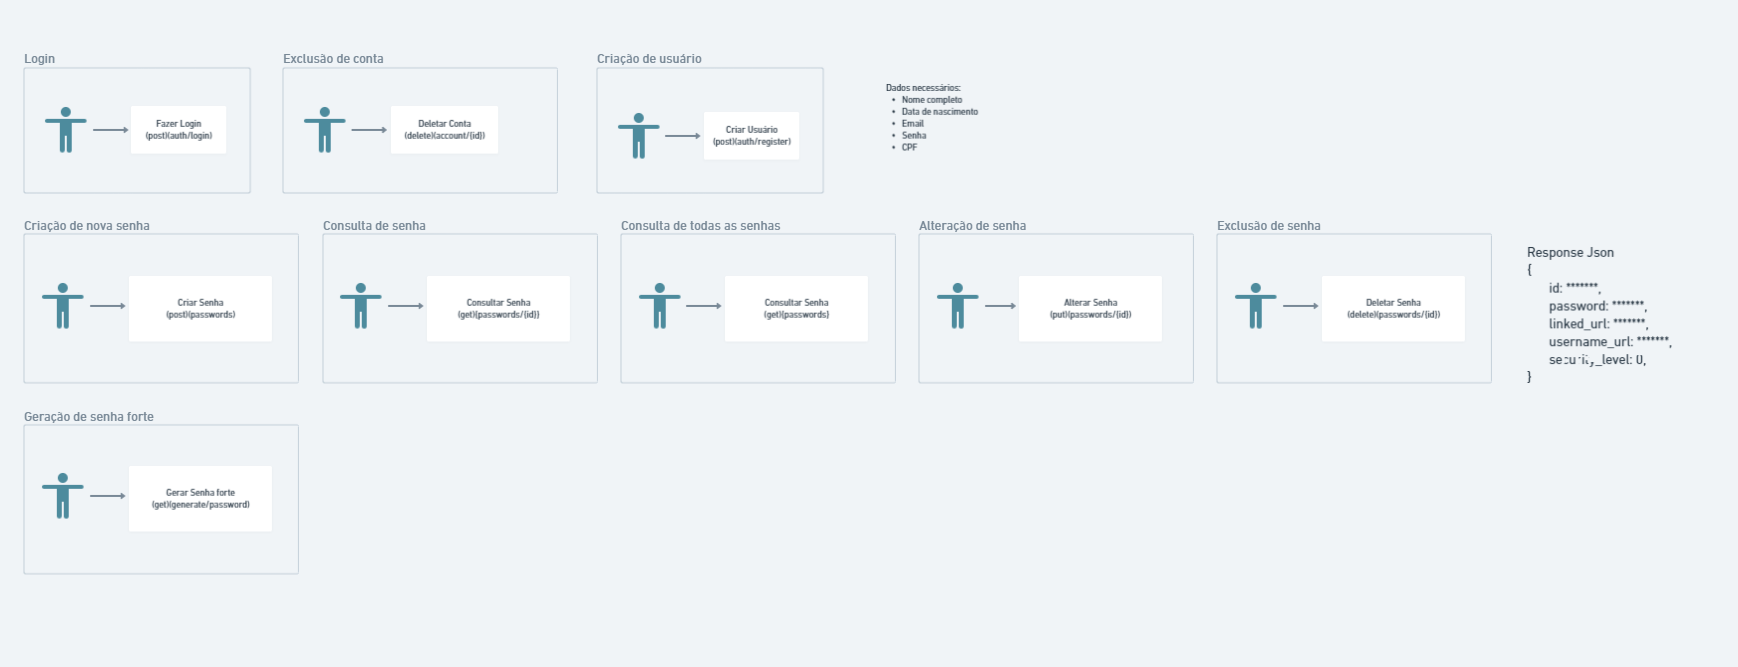 Login
Fazer Login
(post)(auth/login)
Exclusão de conta
Deletar Conta
(delete)(account/{id})
Criação de usuário
Criar Usuário
(post)(auth/register)
Dados necessários:
• Nome completo
• Data de nascimento
• Email
• Senha
• CPF
Criação de nova senha
Criar Senha
(post)(passwords)
Consulta de senha
Consultar Senha
(get)(passwords/{id})
Consulta de todas as senhas
Consultar Senha
(get)(passwords)
Alteração de senha
Alterar Senha
(put)(passwords/{id})
Exclusão de senha
Deletar Senha
(delete)(passwords/{id})
Response Json
{
id: *******,
password: *******,
linked_url: *******,
username_url: *******,
security_level: 0,
}
Geração de senha forte
Gerar Senha forte
(get)(generate/password)